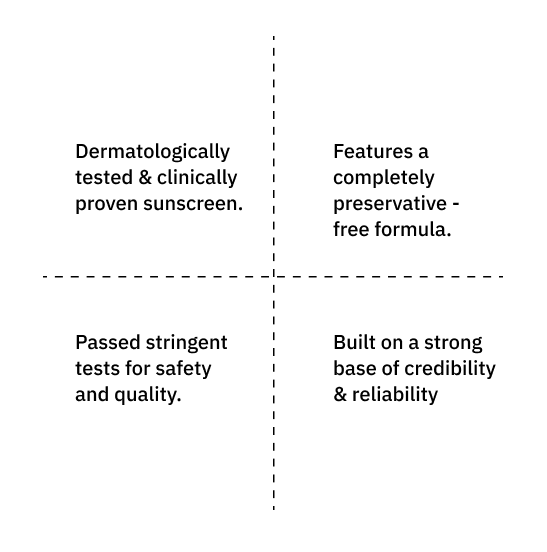 Dermatologically
tested & clinically
proven sunscreen.
Features a
completely
preservative -
free formula.
Passed stringent
tests for safety
and quality.
Built on a strong
base of credibility
& reliability